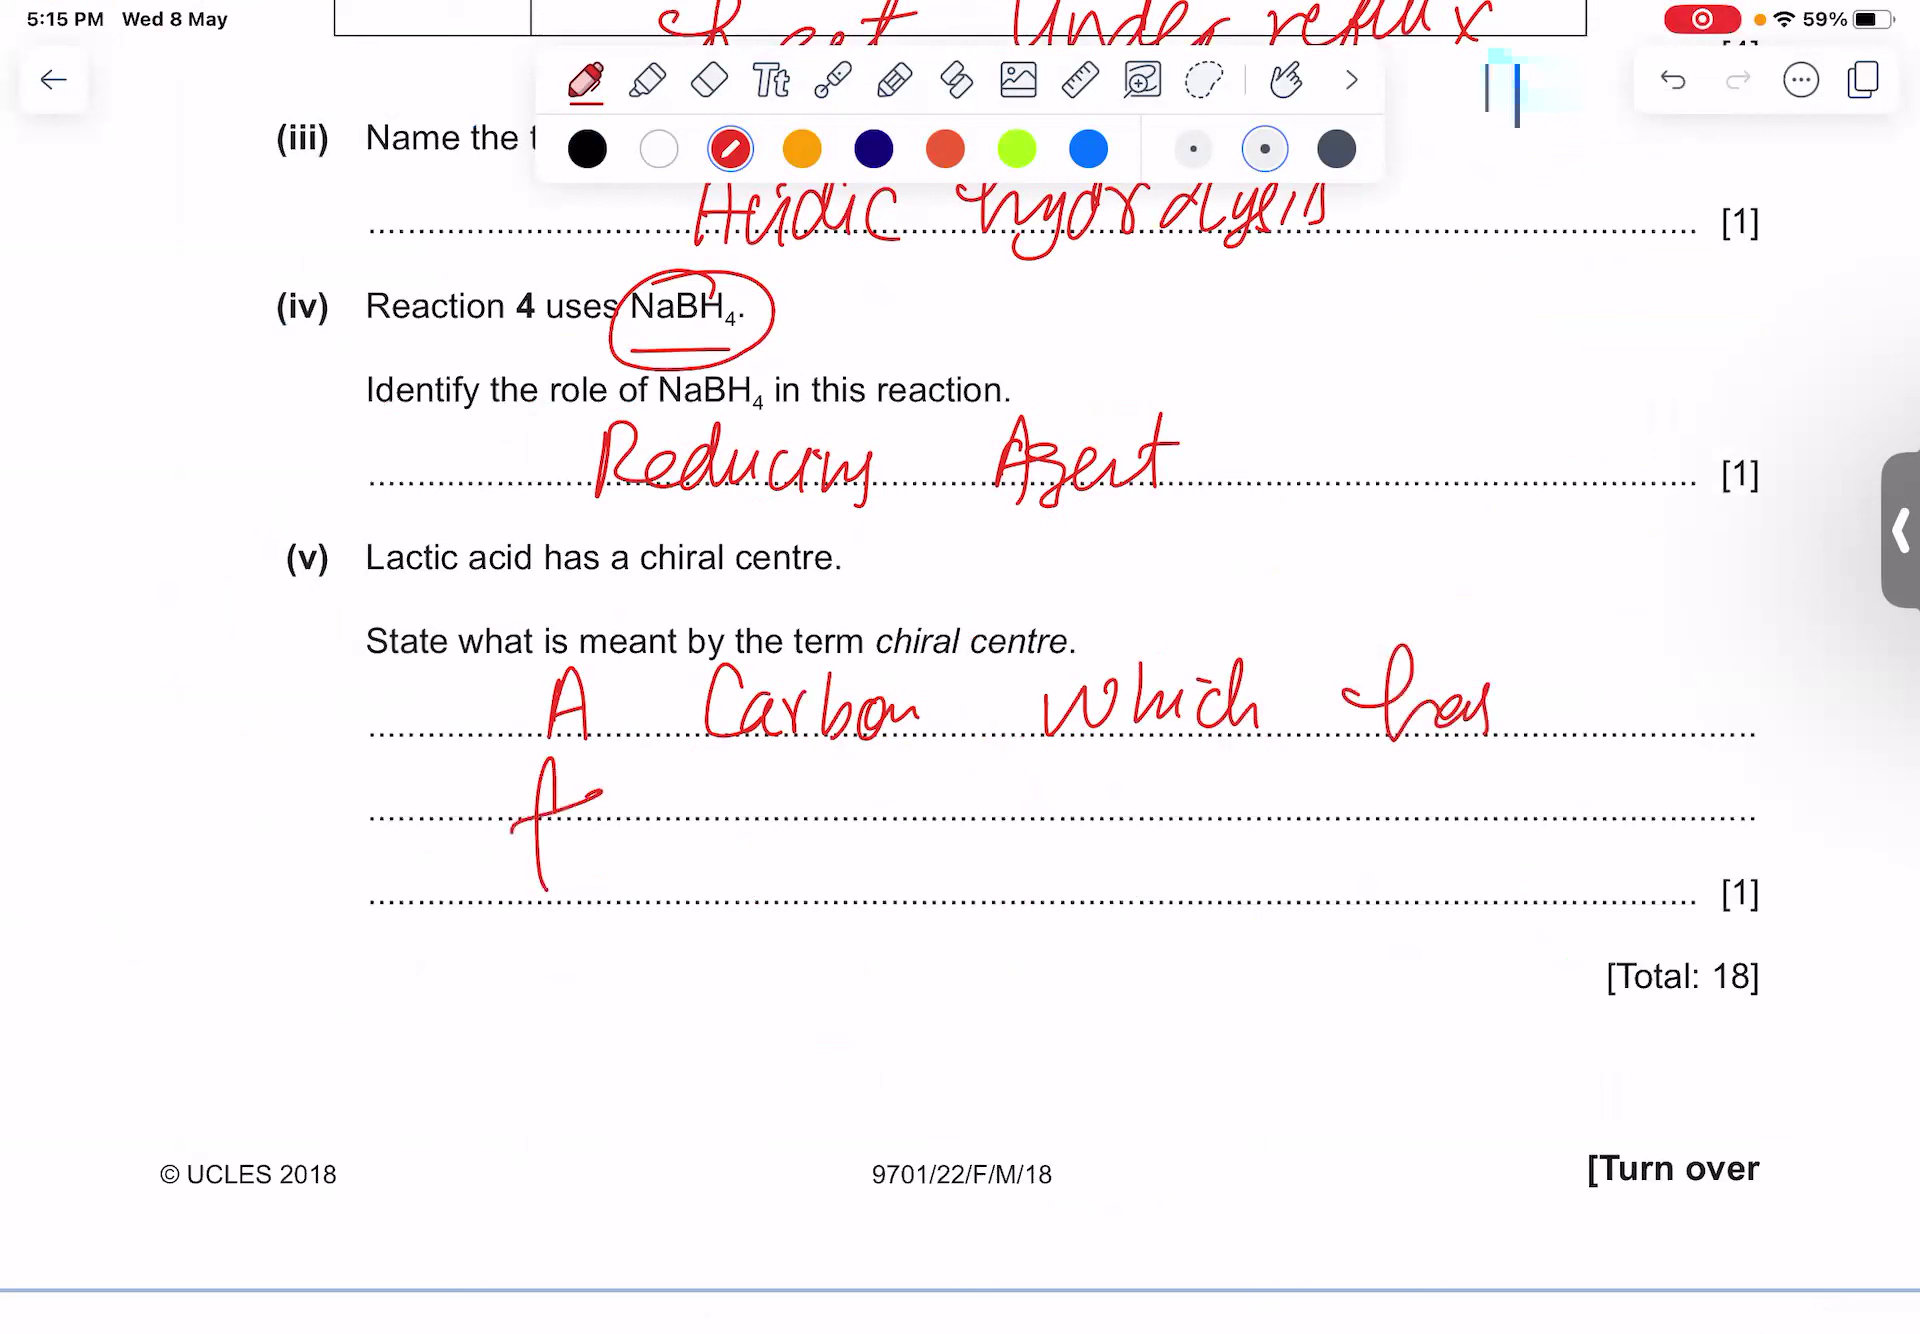 5:15 PM Wed 8 May
59%
under reflux
(iii) Name the
Acidic hydrolysis
[1]
(iv) Reaction 4 uses NaBH₄.
Identify the role of NaBH₄ in this reaction.
Reducing Agent
[1]
(v) Lactic acid has a chiral centre.
State what is meant by the term chiral centre.
A Carbon which has
[1]
[Total: 18]
© UCLES 2018 9701/22/F/M/18 [Turn over